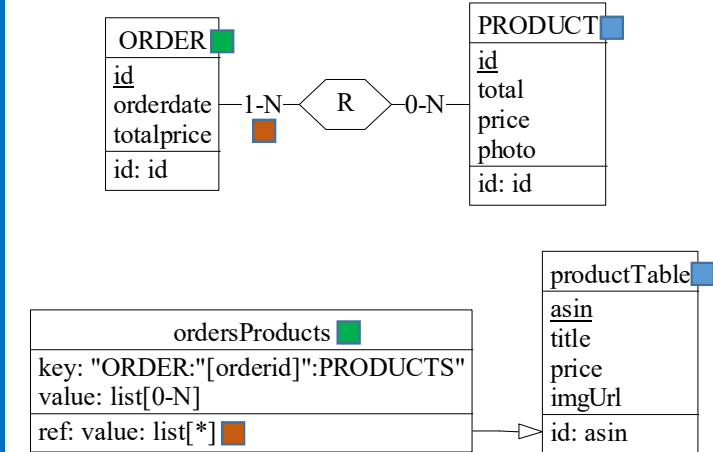 ORDER
id
orderdate
totalprice
id: id
1-N
R
0-N
PRODUCT
id
total
price
photo
id: id
ordersProducts
key: "ORDER:"[orderid]":PRODUCTS"
value: list[0-N]
ref: value: list[*]
productTable
asin
title
price
imgUrl
id: asin